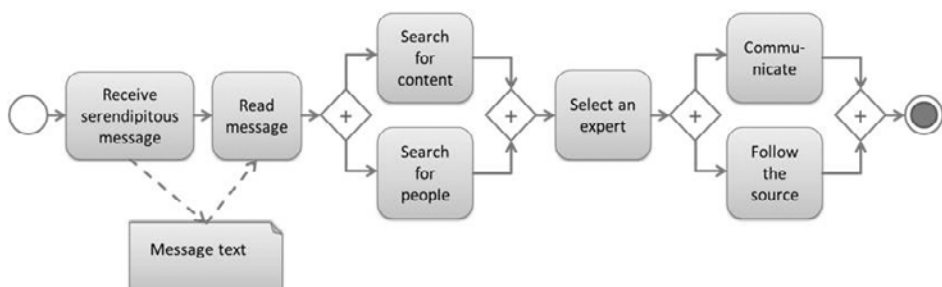 Receive
serendipitous
message
Read
message
Message text
+
Search
for
content
Search
for
people
+
Select an
expert
+
Commu-
nicate
Follow
the
source
+